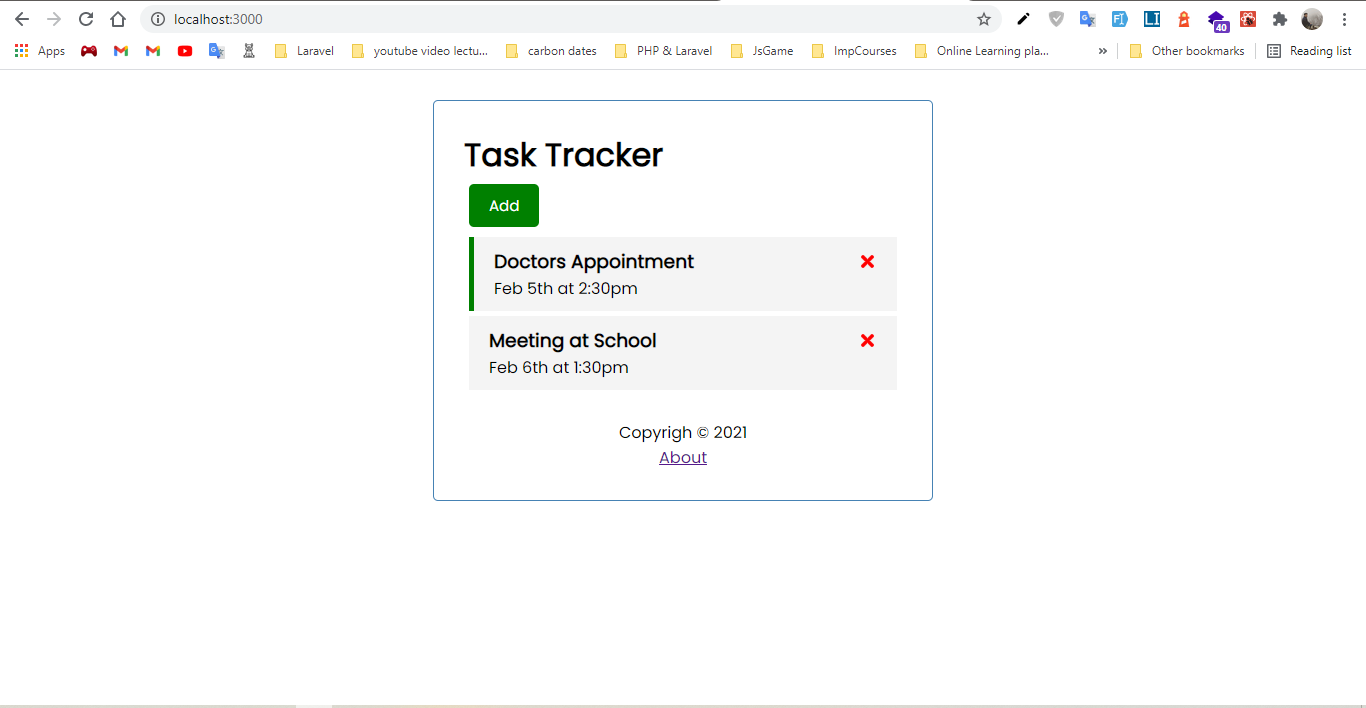 localhost:3000
40
Apps Laravel youtube video lectu... carbon dates PHP & Laravel JsGame ImpCourses Online Learning pla... » Other bookmarks Reading list
Task Tracker
Add
Doctors Appointment
Feb 5th at 2:30pm
Meeting at School
Feb 6th at 1:30pm
Copyrigh © 2021
About